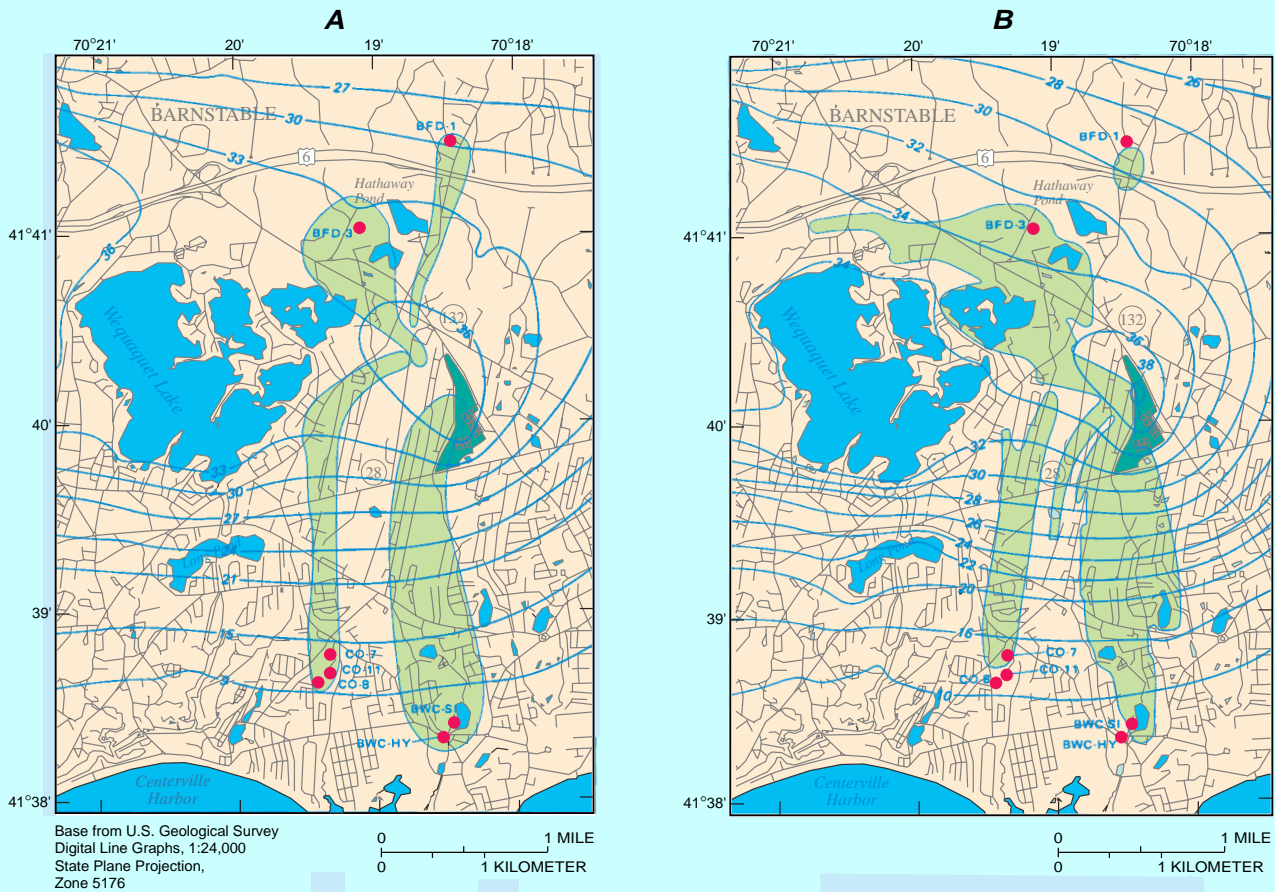 A
70°21'
20'
19'
70°18'
41°41'
40'
39'
41°38'
BARNSTABLE
6
27
30
33
36
BFD-1
Hathaway
Pond
BFD-3
132
36
Wequaquet Lake
28
33
30
27
21
15
9
CO-7
CO-11
CO-8
BWC-SI
BWC-HY
Centerville
Harbor
Base from U.S. Geological Survey
Digital Line Graphs, 1:24,000
State Plane Projection,
Zone 5176
0
1 MILE
0
1 KILOMETER
B
70°21'
20'
19'
70°18'
41°41'
40'
39'
41°38'
BARNSTABLE
6
28
26
30
32
34
34
BFD-1
Hathaway
Pond
BFD-3
132
36
38
Wequaquet Lake
28
32
30
28
26
24
22
20
16
Long Pond
CO-7
CO-11
CO-8
BWC-SI
BWC-HY
Centerville
Harbor
0
1 MILE
0
1 KILOMETER